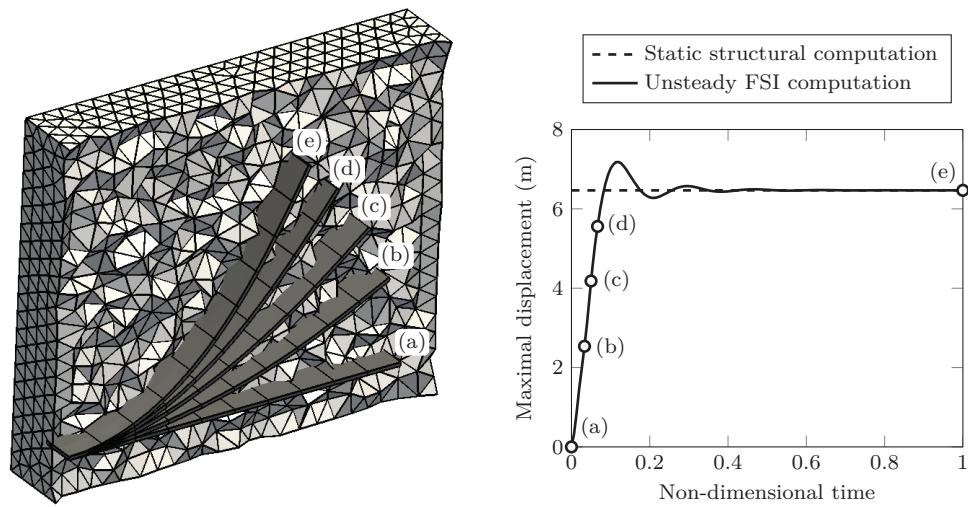 (e)
(d)
(c)
(b)
(a)
Static structural computation
Unsteady FSI computation
8
6
4
2
0
Maximal displacement (m)
(e)
(d)
(c)
(b)
(a)
0
0.2
0.4
0.6
0.8
1
Non-dimensional time